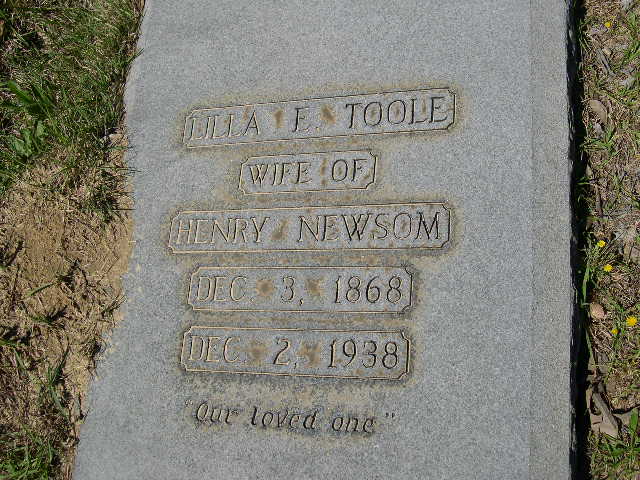 LILLA E. TOOLE
WIFE OF
HENRY NEWSOM
DEC. 3, 1868
DEC. 2, 1938
"Our loved one"